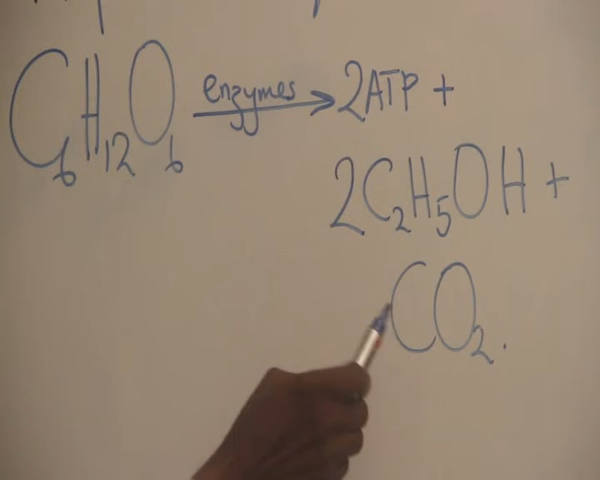 C6H12O6 enzymes → 2ATP +
2C2H5OH +
CO2.